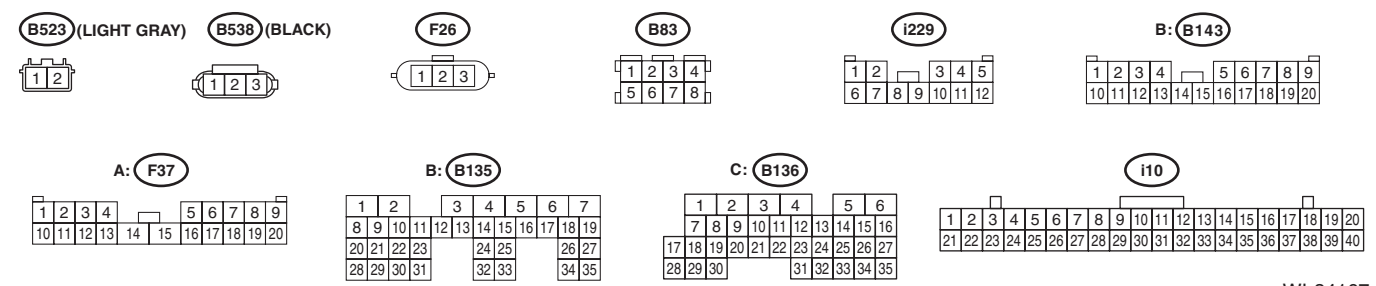 B523 (LIGHT GRAY) B538 (BLACK) F26 B83 i229 B: B143
1 2
1 2 3
1 2 3
1 2 3 4
5 6 7 8
1 2 3 4 5
6 7 8 9 10 11 12
1 2 3 4 5 6 7 8 9
10 11 12 13 14 15 16 17 18 19 20
A: F37 B: B135 C: B136 i10
1 2 3 4 5 6 7 8 9
10 11 12 13 14 15 16 17 18 19 20
1 2 3 4 5 6 7
8 9 10 11 12 13 14 15 16 17 18 19
20 21 22 23 24 25 26 27
28 29 30 31 32 33 34 35
1 2 3 4 5 6
7 8 9 10 11 12 13 14 15 16
17 18 19 20 21 22 23 24 25 26 27
28 29 30 31 32 33 34 35
1 2 3 4 5 6 7 8 9 10 11 12 13 14 15 16 17 18 19 20
21 22 23 24 25 26 27 28 29 30 31 32 33 34 35 36 37 38 39 40